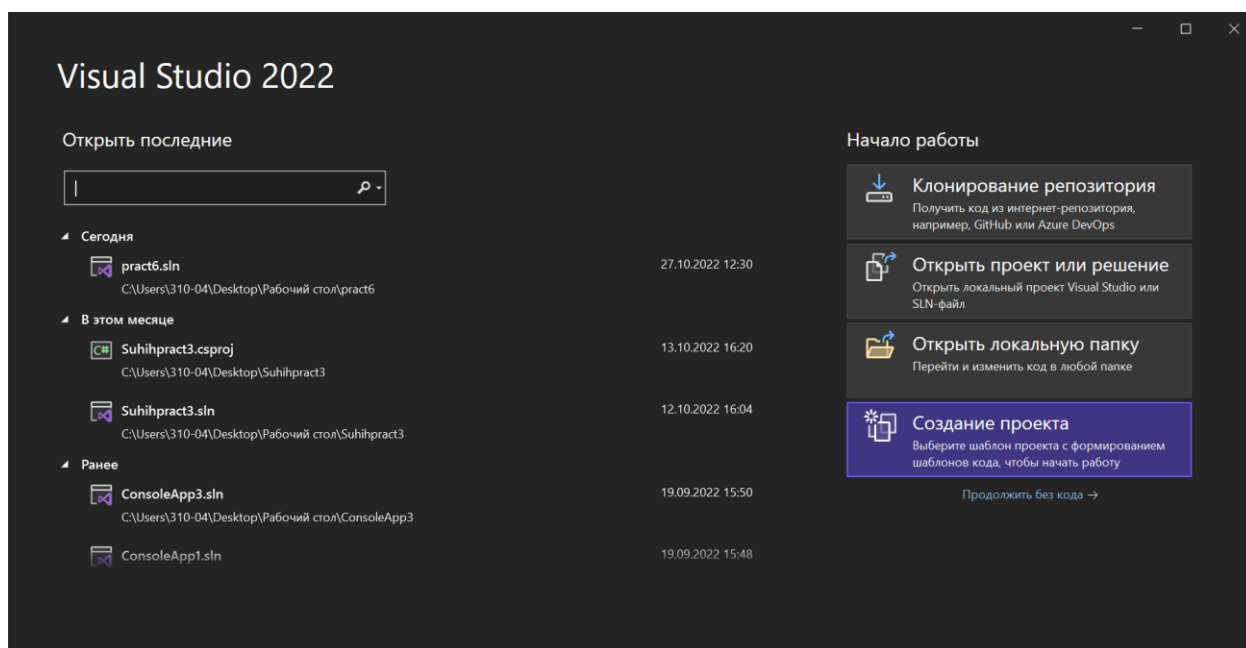 Visual Studio 2022
Открыть последние
Сегодня
pract6.sln 27.10.2022 12:30
C:\Users\310-04\Desktop\Рабочий стол\pract6
В этом месяце
Suhihpract3.csproj 13.10.2022 16:20
C:\Users\310-04\Desktop\Suhihpract3
Suhihpract3.sln 12.10.2022 16:04
C:\Users\310-04\Desktop\Рабочий стол\Suhihpract3
Ранее
ConsoleApp3.sln 19.09.2022 15:50
C:\Users\310-04\Desktop\Рабочий стол\ConsoleApp3
ConsoleApp1.sln 19.09.2022 15:48
Начало работы
Клонирование репозитория
Получить код из интернет-репозитория,
например, GitHub или Azure DevOps
Открыть проект или решение
Открыть локальный проект Visual Studio или
SLN-файл
Открыть локальную папку
Перейти и изменить код в любой папке
Создание проекта
Выберите шаблон проекта с формированием
шаблонов кода, чтобы начать работу
Продолжить без кода →